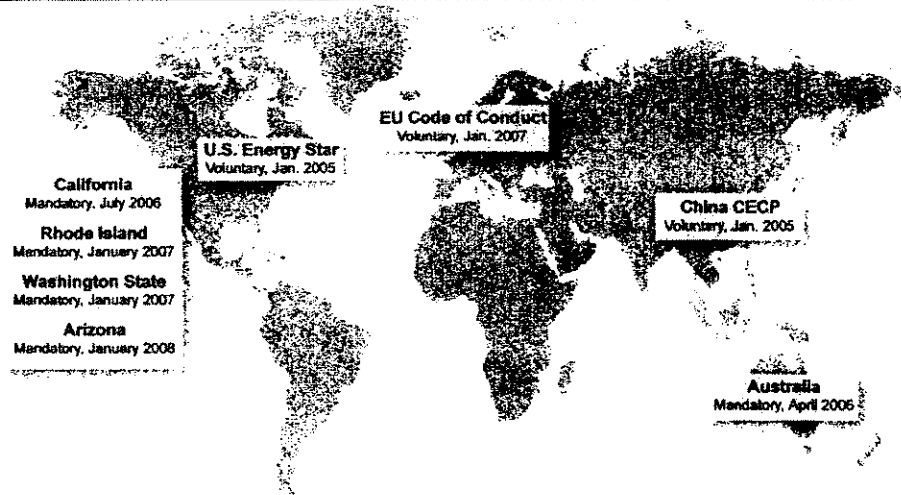 EU Code of Conduct
Voluntary, Jan. 2007
U.S. Energy Star
Voluntary, Jan. 2005
California
Mandatory, July 2006
Rhode Island
Mandatory, January 2007
Washington State
Mandatory, January 2007
Arizona
Mandatory, January 2008
China CECP
Voluntary, Jan. 2005
Australia
Mandatory, April 2006